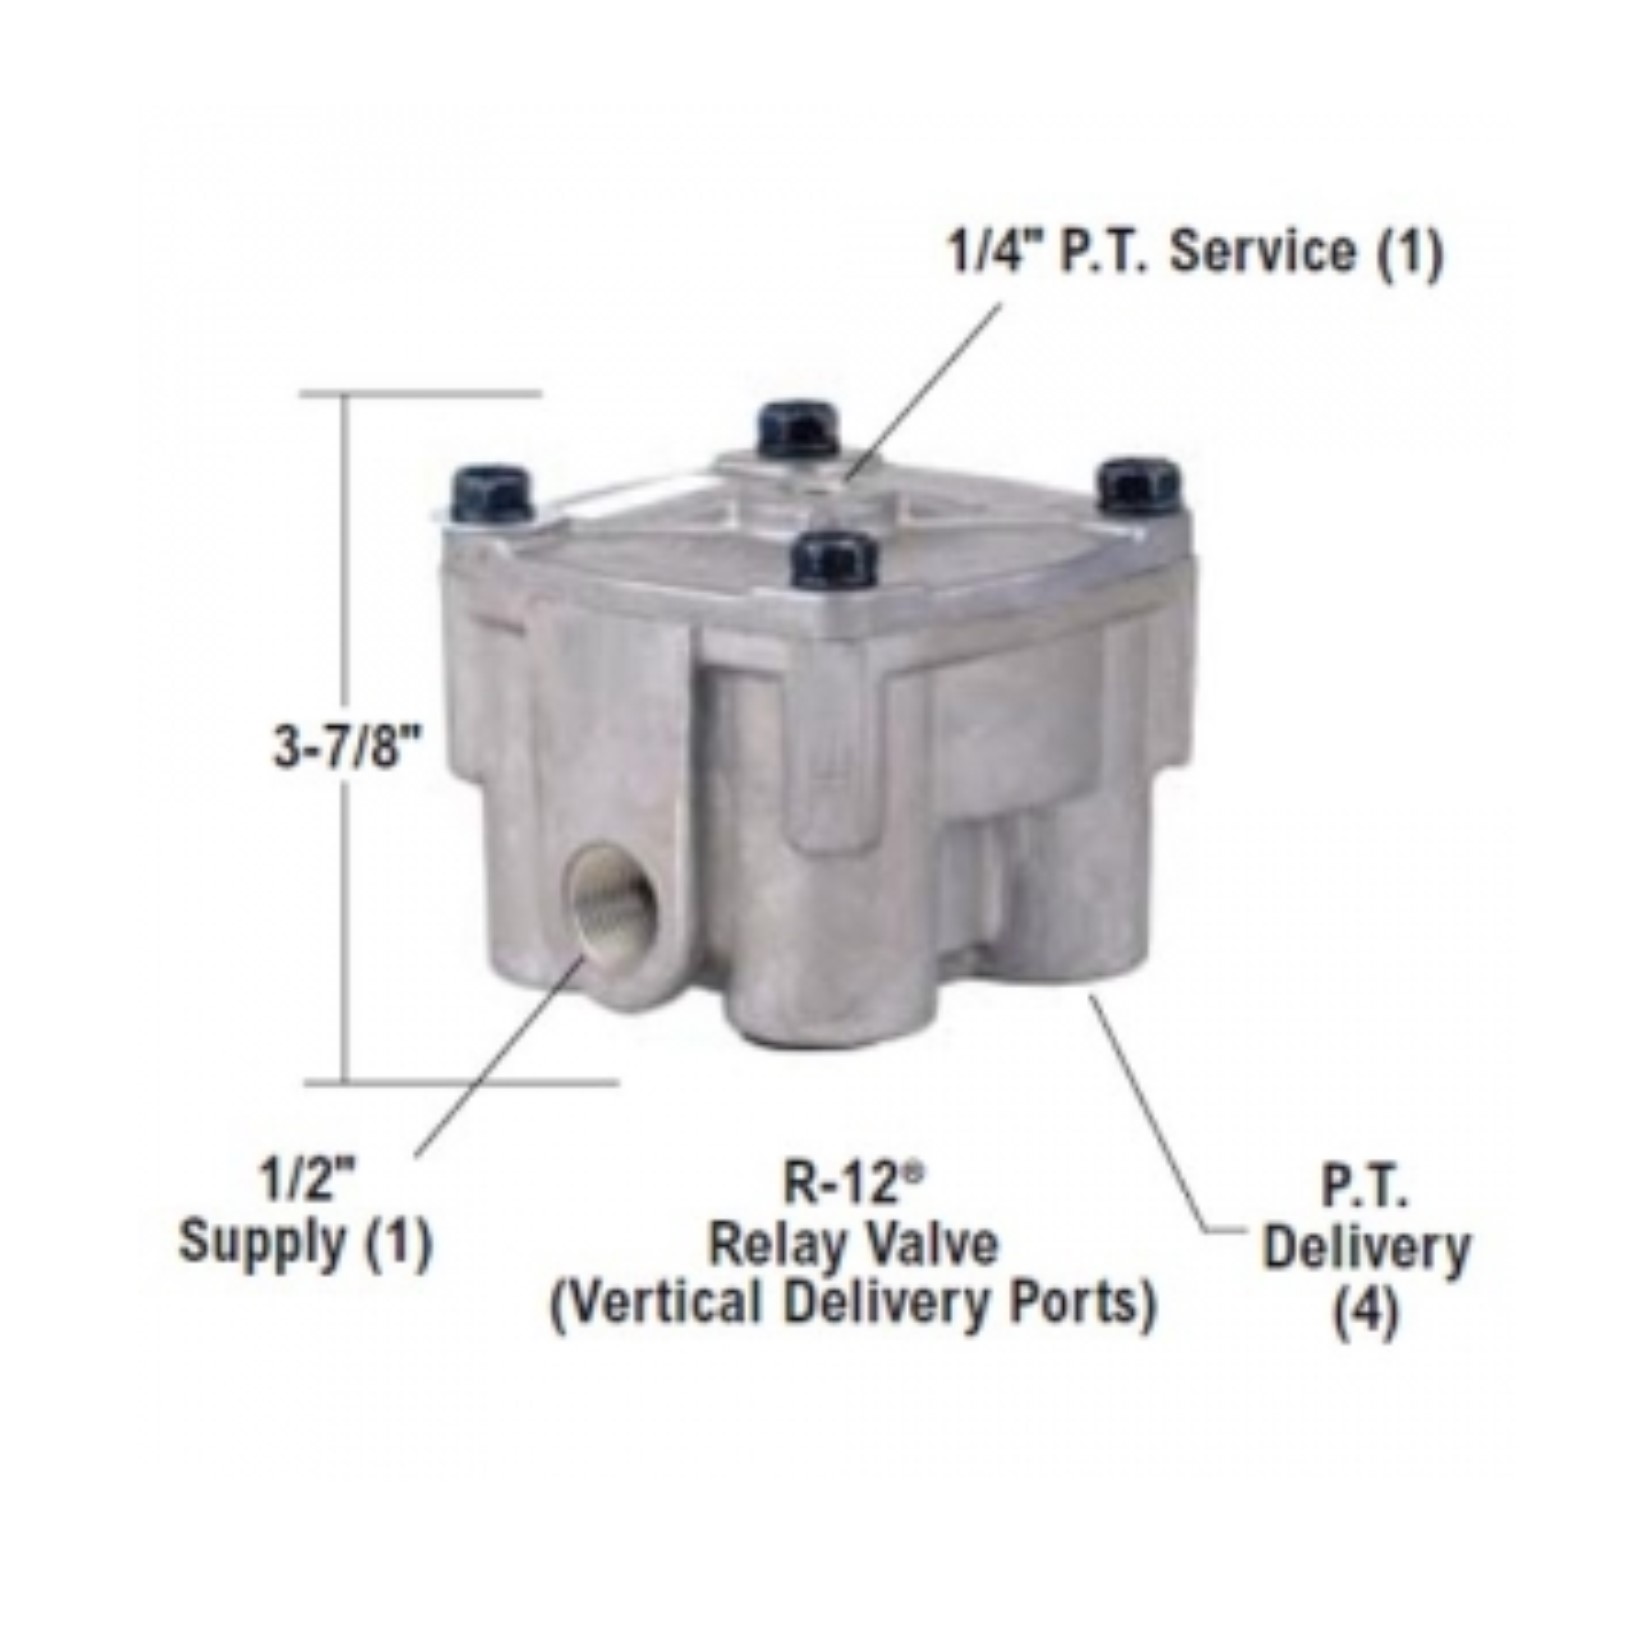 1/4" P.T. Service (1)
3-7/8"
1/2"
Supply (1)
R-12®
Relay Valve
(Vertical Delivery Ports)
P.T.
Delivery
(4)